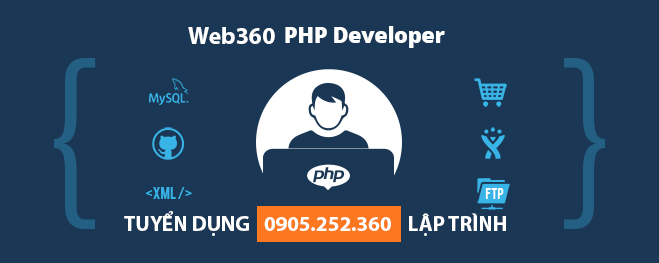 Web360 PHP Developer
MySQL.
<XML/>
php
FTP
TUYỂN DỤNG 0905.252.360 LẬP TRÌNH